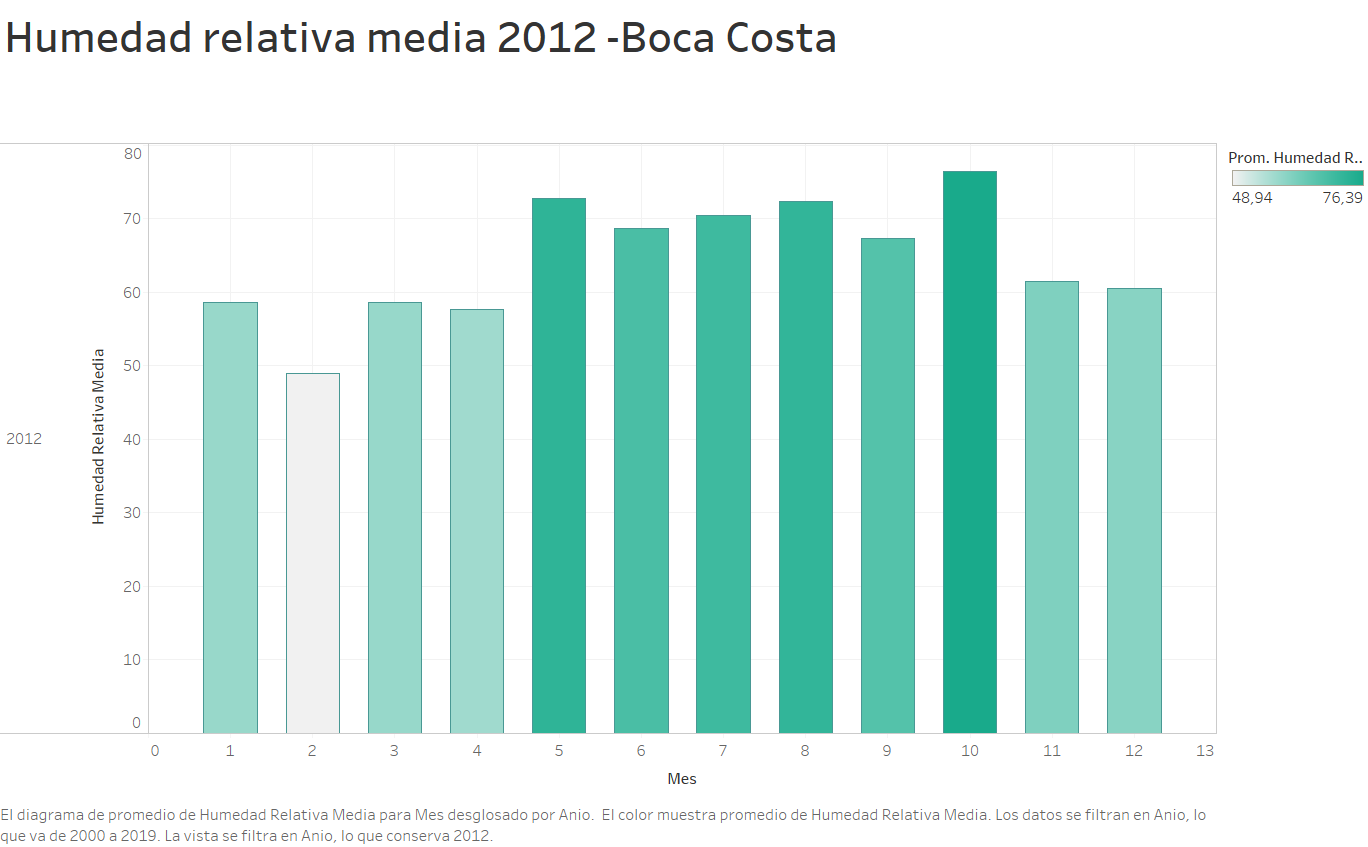 Humedad relativa media 2012 -Boca Costa
Prom. Humedad R..
48,94 76,39
2012
Humedad Relativa Media
80
70
60
50
40
30
20
10
0
0 1 2 3 4 5 6 7 8 9 10 11 12 13
Mes
El diagrama de promedio de Humedad Relativa Media para Mes desglosado por Anio.  El color muestra promedio de Humedad Relativa Media. Los datos se filtran en Anio, lo
que va de 2000 a 2019. La vista se filtra en Anio, lo que conserva 2012.